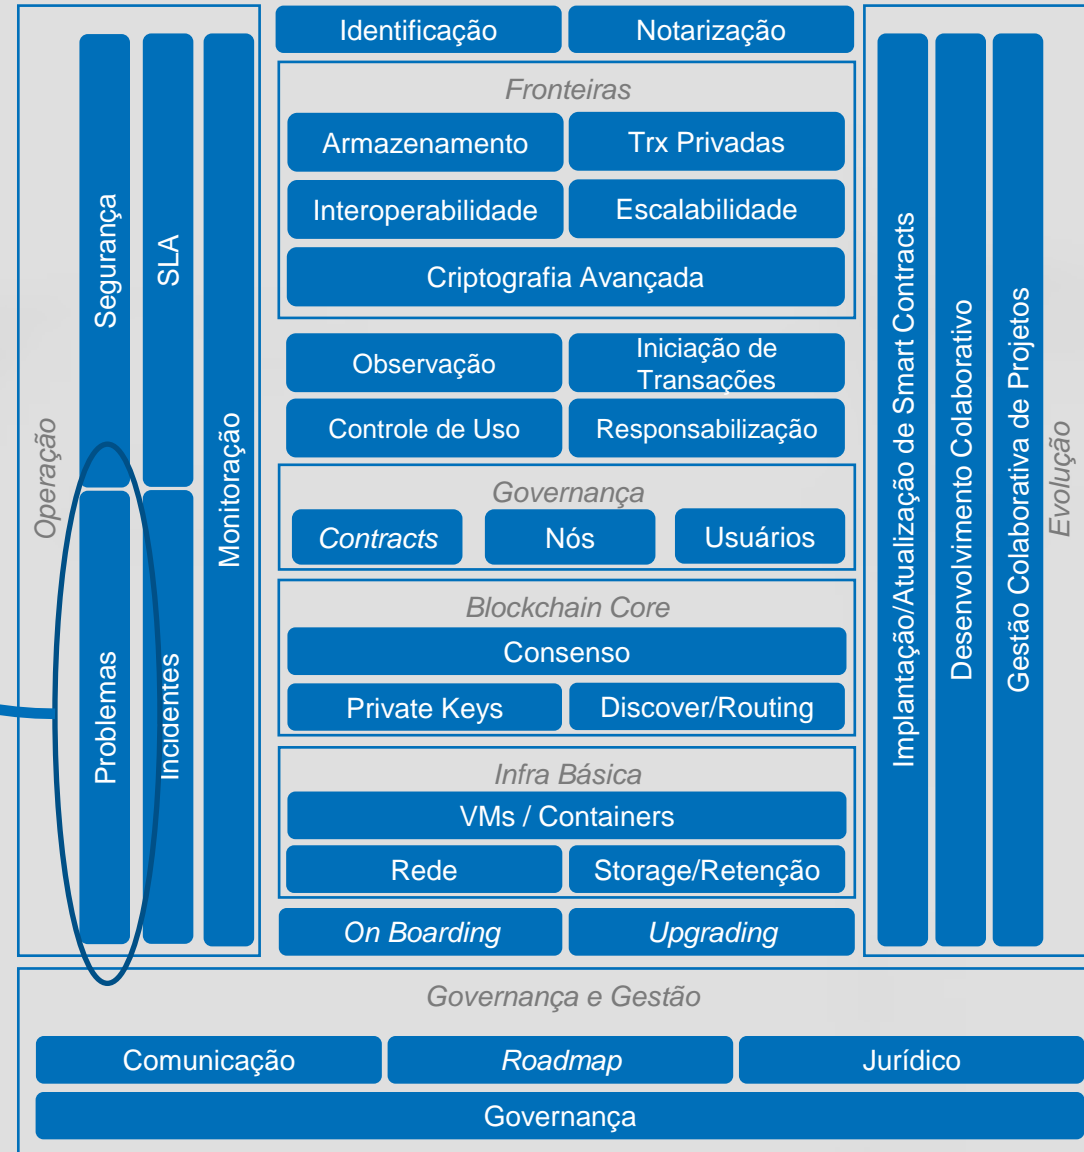 Operação
Segurança
Problemas
SLA
Incidentes
Monitoração
Identificação
Notarização
Fronteiras
Armazenamento
Trx Privadas
Interoperabilidade
Escalabilidade
Criptografia Avançada
Observação
Iniciação de
Transações
Controle de Uso
Responsabilização
Governança
Contracts
Nós
Usuários
Blockchain Core
Consenso
Private Keys
Discover/Routing
Infra Básica
VMs / Containers
Rede
Storage/Retenção
On Boarding
Upgrading
Implantação/Atualização de Smart Contracts
Desenvolvimento Colaborativo
Gestão Colaborativa de Projetos
Evolução
Governança e Gestão
Comunicação
Roadmap
Jurídico
Governança